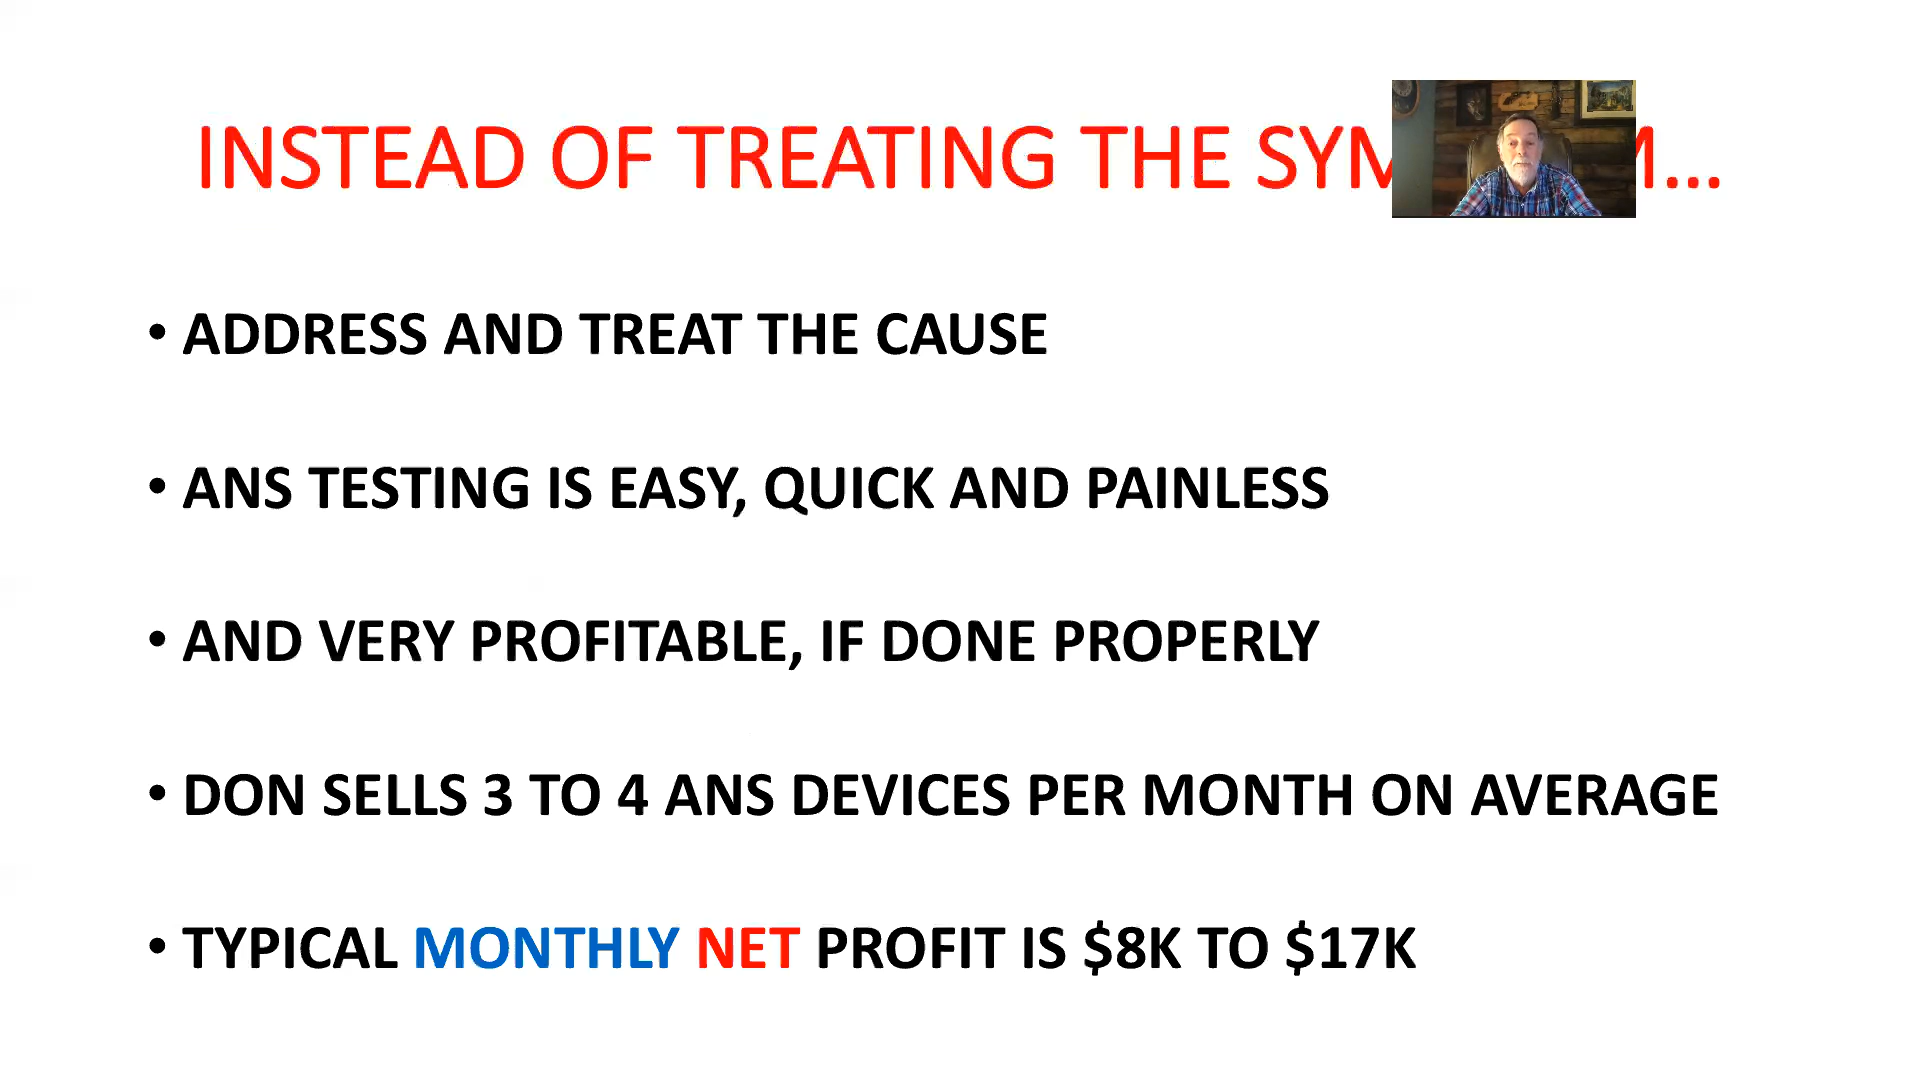 INSTEAD OF TREATING THE SYM M...
• ADDRESS AND TREAT THE CAUSE
• ANS TESTING IS EASY, QUICK AND PAINLESS
• AND VERY PROFITABLE, IF DONE PROPERLY
• DON SELLS 3 TO 4 ANS DEVICES PER MONTH ON AVERAGE
• TYPICAL MONTHLY NET PROFIT IS $8K TO $17K